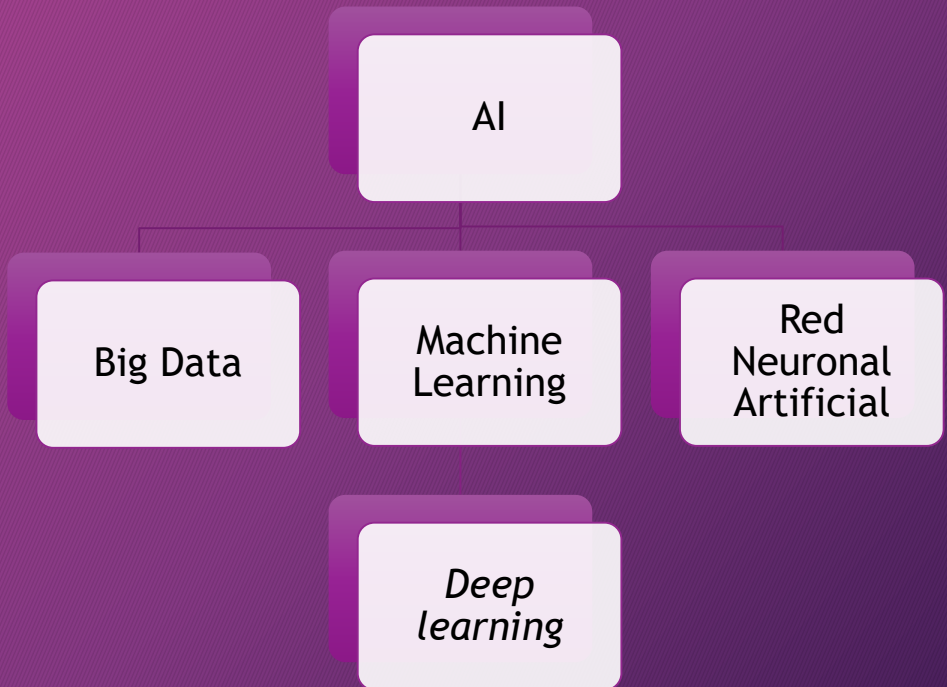 AI
Big Data
Machine
Learning
Red
Neuronal
Artificial
Deep
learning